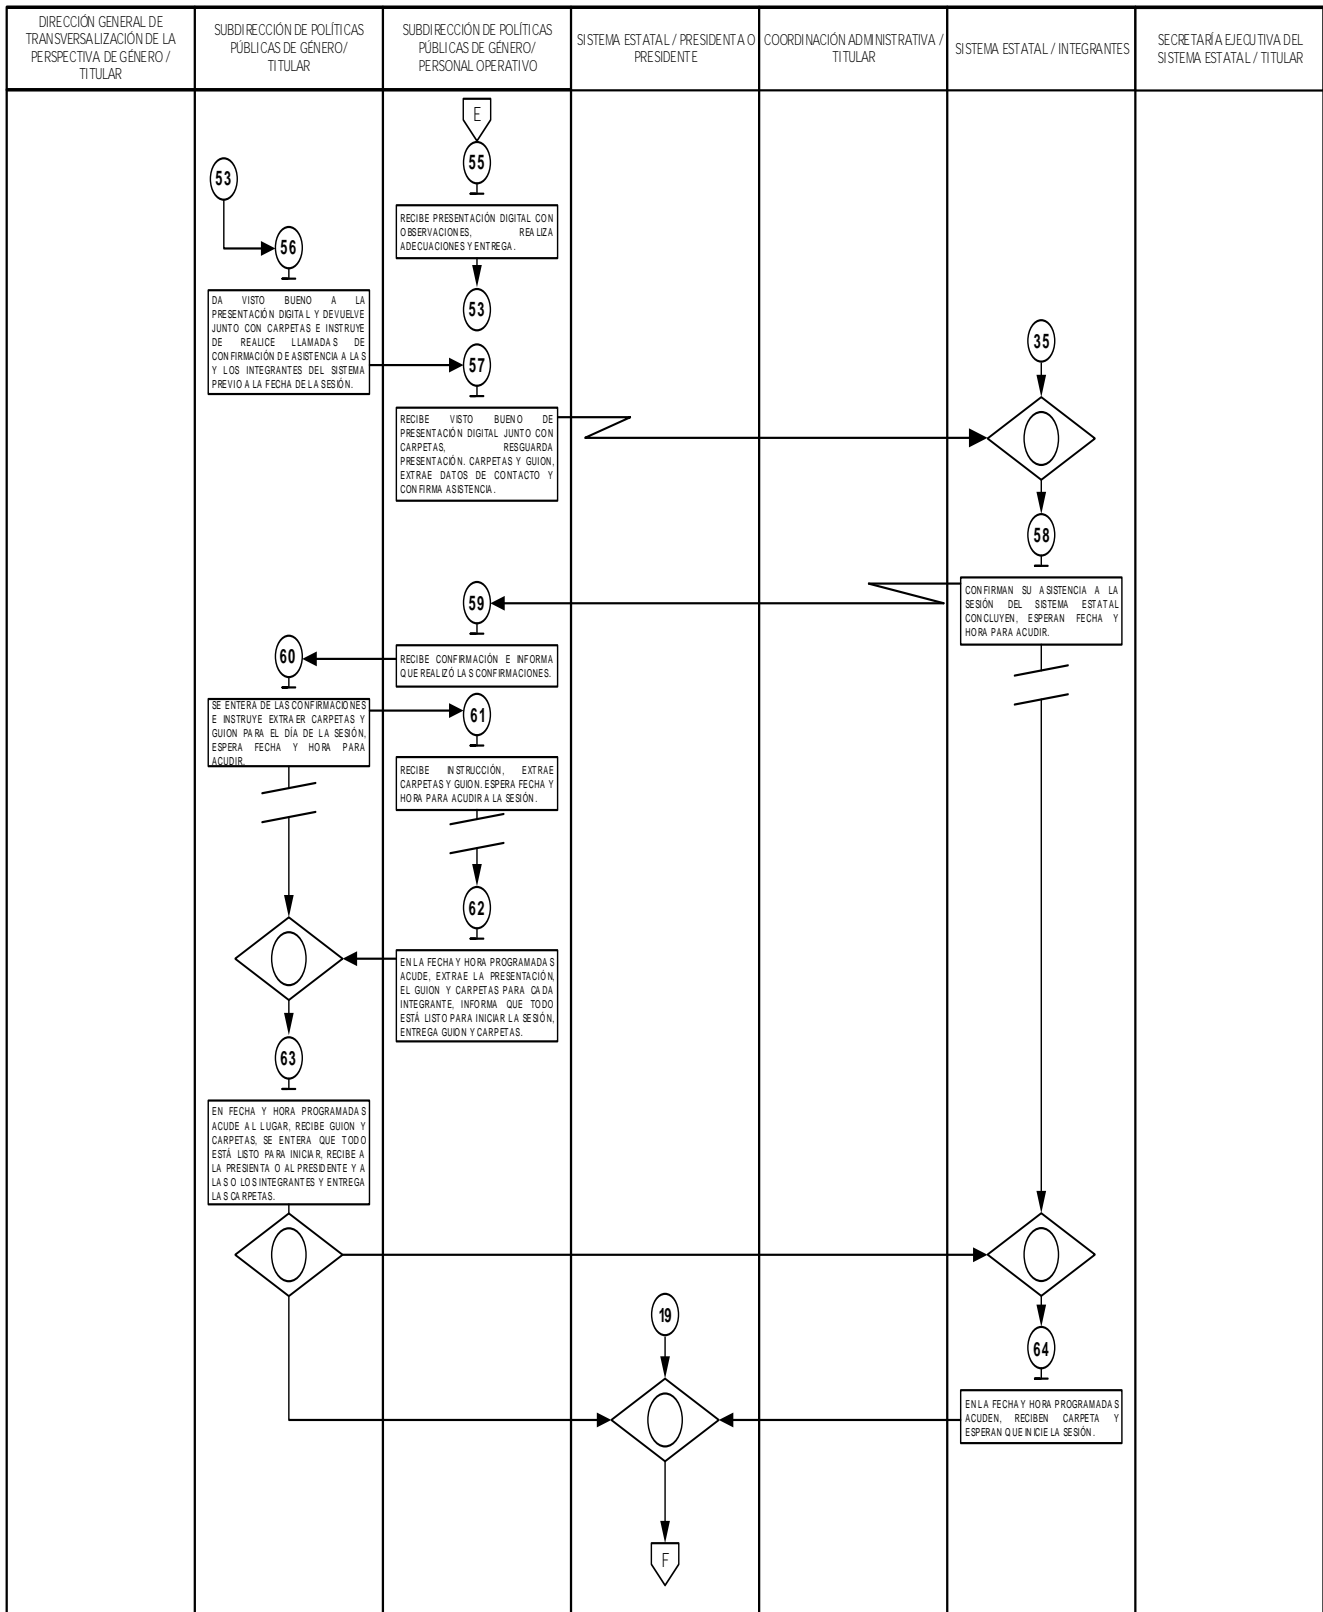 DIRECCIÓN GENERAL DE
TRANSVERSALIZACIÓN DE LA
PERSPECTIVA DE GÉNERO /
TITULAR
SUBDIRECCIÓN DE POLÍTICAS
PÚBLICAS DE GÉNERO/
TITULAR
SUBDIRECCIÓN DE POLÍTICAS
PÚBLICAS DE GÉNERO/
PERSONAL OPERATIVO
SISTEMA ESTATAL / PRESIDENTA O
PRESIDENTE
COORDINACIÓN ADMINISTRATIVA /
TITULAR
SISTEMA ESTATAL / INTEGRANTES
SECRETARÍA EJECUTIVA DEL
SISTEMA ESTATAL / TITULAR
E
55
RECIBE PRESENTACIÓN DIGITAL CON
OBSERVACIONES, REALIZA
ADECUACIONES Y ENTREGA.
53
53
56
DA VISTO BUENO A LA
PRESENTACIÓN DIGITAL Y DEVUELVE
JUNTO CON CARPETAS E INSTRUYE
DE REALICE LLAMADAS DE
CONFIRMACIÓN DE ASISTENCIA A LAS
Y LOS INTEGRANTES DEL SISTEMA
PREVIO A LA FECHA DE LA SESIÓN.
57
RECIBE VISTO BUENO DE
PRESENTACIÓN DIGITAL JUNTO CON
CARPETAS, RESGUARDA
PRESENTACIÓN. CARPETAS Y GUION,
EXTRAE DATOS DE CONTACTO Y
CONFIRMA ASISTENCIA.
35
58
CONFIRMAN SU ASISTENCIA A LA
SESIÓN DEL SISTEMA ESTATAL
CONCLUYEN, ESPERAN FECHA Y
HORA PARA ACUDIR.
59
RECIBE CONFIRMACIÓN E INFORMA
QUE REALIZÓ LAS CONFIRMACIONES.
60
SE ENTERA DE LAS CONFIRMACIONES
E INSTRUYE EXTRAER CARPETAS Y
GUION PARA EL DÍA DE LA SESIÓN,
ESPERA FECHA Y HORA PARA
ACUDIR.
61
RECIBE INSTRUCCIÓN, EXTRAE
CARPETAS Y GUION. ESPERA FECHA Y
HORA PARA ACUDIR A LA SESIÓN.
62
EN LA FECHA Y HORA PROGRAMADAS
ACUDE, EXTRAE LA PRESENTACIÓN,
EL GUION Y CARPETAS PARA CADA
INTEGRANTE, INFORMA QUE TODO
ESTÁ LISTO PARA INICIAR LA SESIÓN,
ENTREGA GUION Y CARPETAS.
63
EN FECHA Y HORA PROGRAMADAS
ACUDE AL LUGAR, RECIBE GUION Y
CARPETAS, SE ENTERA QUE TODO
ESTÁ LISTO PARA INICIAR, RECIBE A
LA PRESIENTA O AL PRESIDENTE Y A
LAS O LOS INTEGRANTES Y ENTREGA
LAS CARPETAS.
19
64
EN LA FECHA Y HORA PROGRAMADAS
ACUDEN, RECIBEN CARPETA Y
ESPERAN QUE INICIE LA SESIÓN.
F